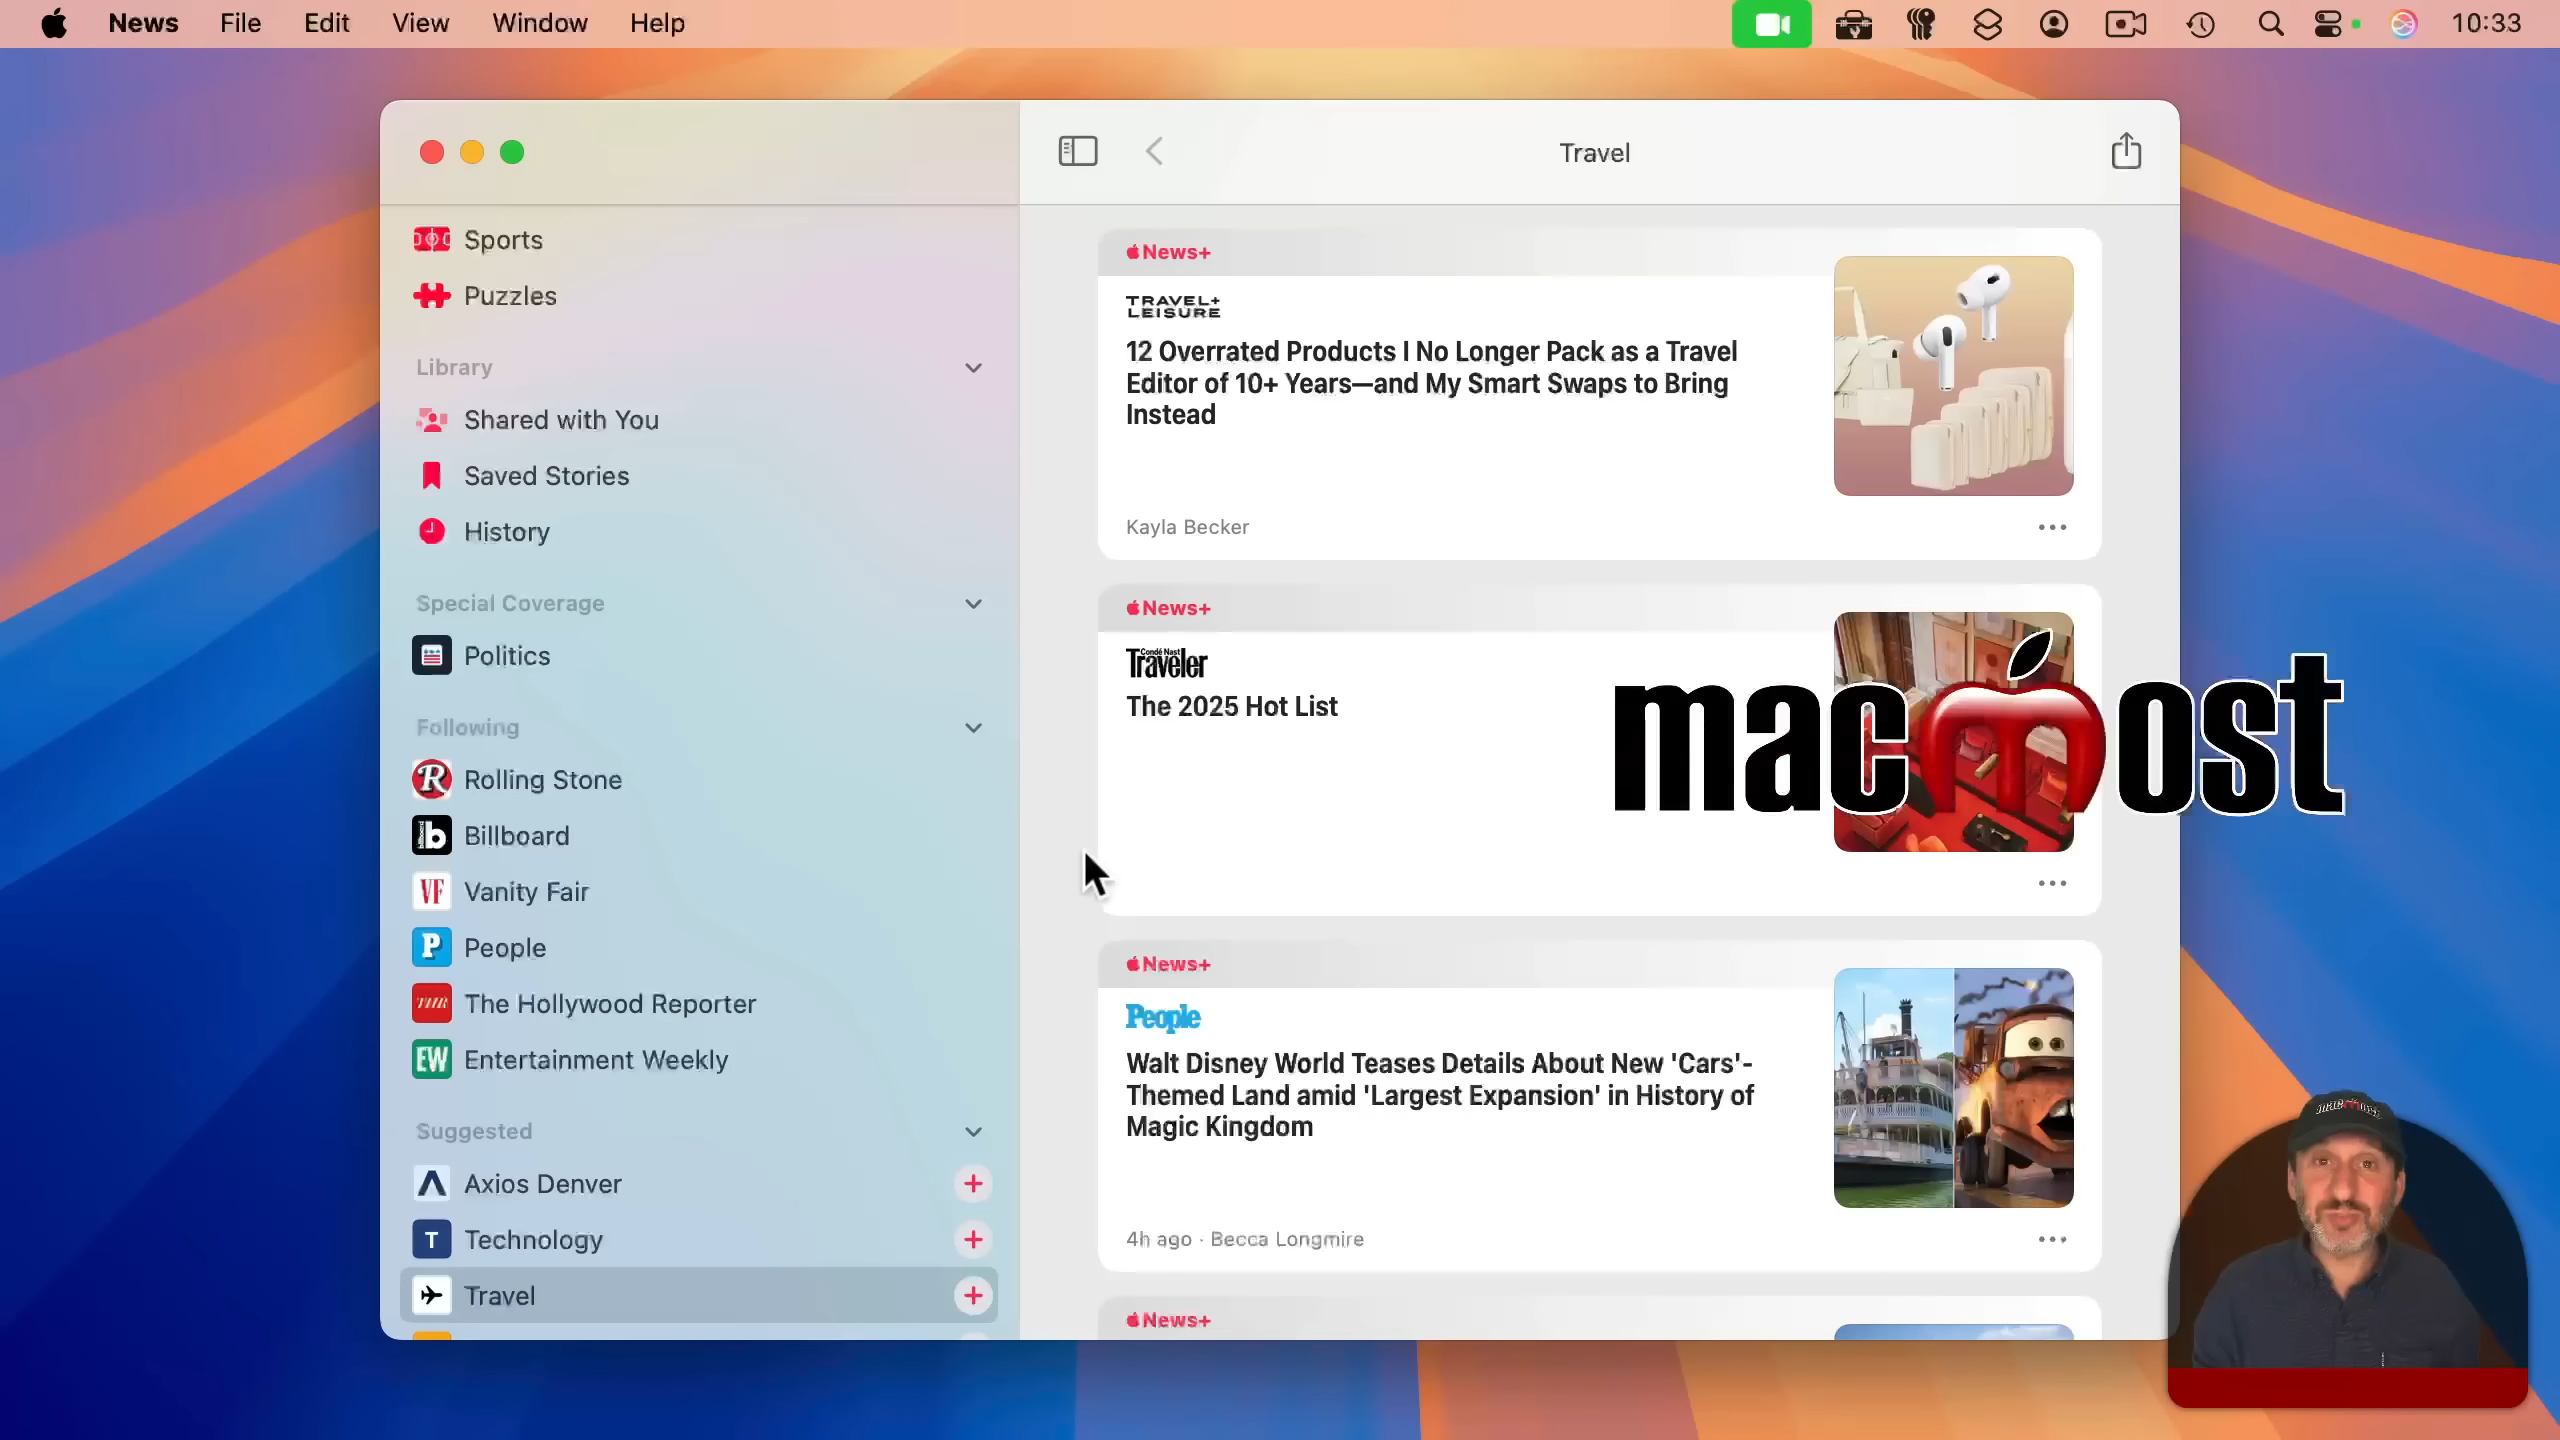 News File Edit View Window Help 10:33
Travel
Sports
Puzzles
Library
Shared with You
Saved Stories
History
Special Coverage
Politics
Following
Rolling Stone
Billboard
Vanity Fair
People
The Hollywood Reporter
Entertainment Weekly
Suggested
Axios Denver
Technology
Travel
News+
TRAVEL+
LEISURE
12 Overrated Products I No Longer Pack as a Travel
Editor of 10+ Years—and My Smart Swaps to Bring
Instead
Kayla Becker
News+
Condé Nast
Traveler
The 2025 Hot List
macmost
News+
People
Walt Disney World Teases Details About New 'Cars'-
Themed Land amid 'Largest Expansion' in History of
Magic Kingdom
4h ago · Becca Longmire
News+
macmost